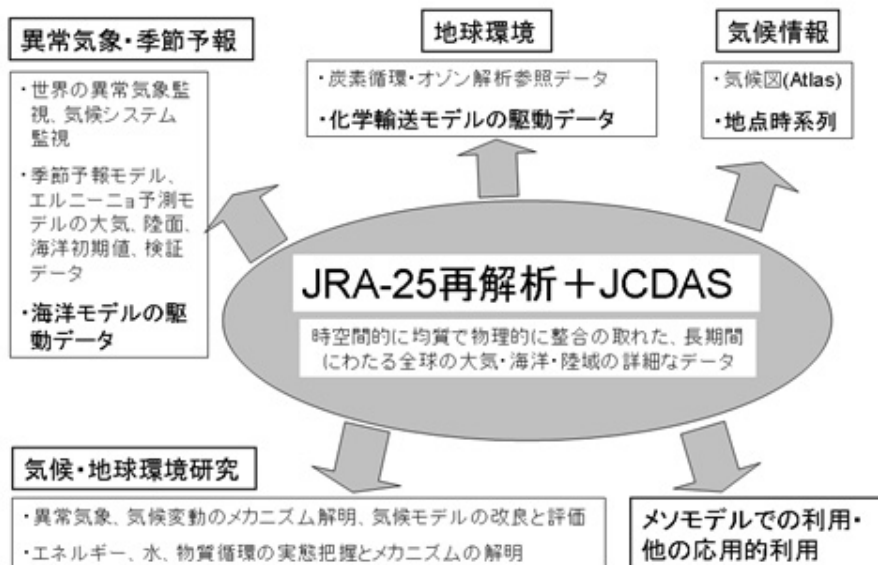 異常気象・季節予報
・世界の異常気象監
視、気候システム
監視
・季節予報モデル、
エルニーニョ予測モ
デルの大気、陸面、
海洋初期値、検証
データ
・海洋モデルの駆
動データ
地球環境
・炭素循環・オゾン解析参照データ
・化学輸送モデルの駆動データ
気候情報
・気候図(Atlas)
・地点時系列
JRA-25再解析＋JCDAS
時空間的に均質で物理的に整合の取れた、長期間
にわたる全球の大気・海洋・陸域の詳細なデータ
気候・地球環境研究
・異常気象、気候変動のメカニズム解明、気候モデルの改良と評価
・エネルギー、水、物質循環の実態把握とメカニズムの解明
メソモデルでの利用・
他の応用的利用